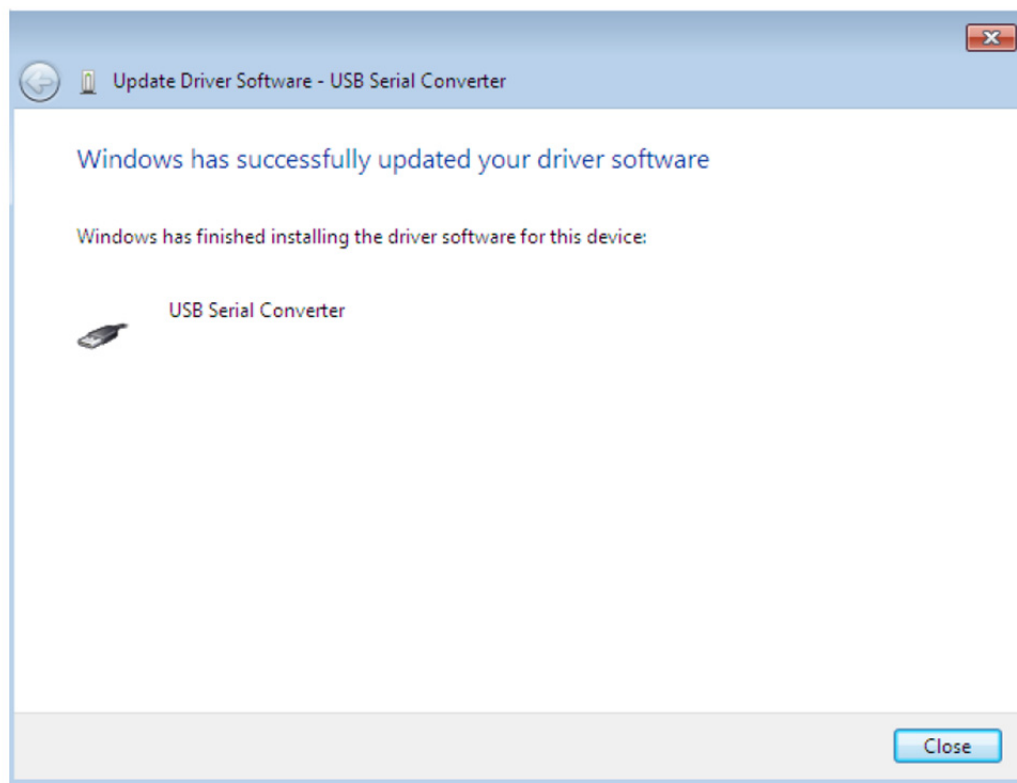 Update Driver Software - USB Serial Converter
Windows has successfully updated your driver software
Windows has finished installing the driver software for this device:
USB Serial Converter
Close